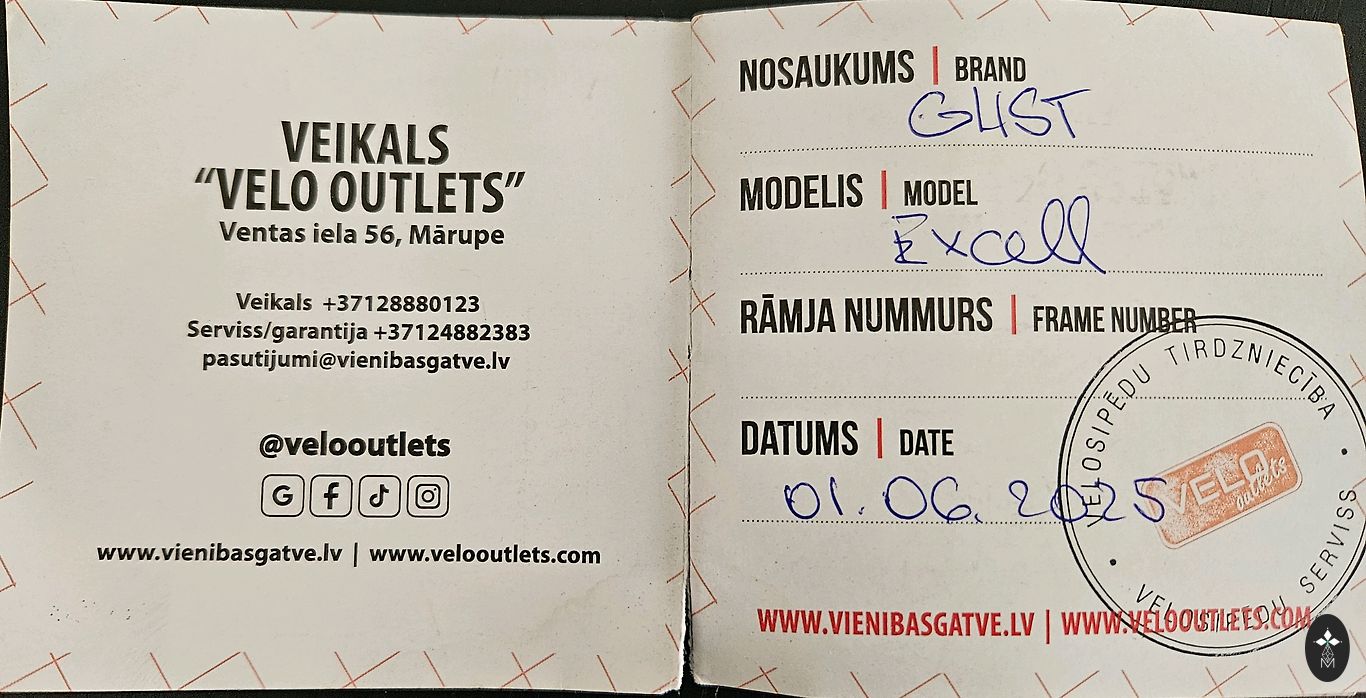 VEIKALS
“VELO OUTLETS”
Ventas iela 56, Mārupe
Veikals +37128880123
Serviss/garantija +37124882383
pasutijumi@vienibasgatve.lv
@velooutlets
www.vienibasgatve.lv | www.velooutlets.com
NOSAUKUMS | BRAND
GHST
MODELIS | MODEL
Excell
RĀMJA NUMMURS | FRAME NUMBER
DATUMS | DATE
01.06.2025
VELOSIPĒDU TIRDZNIECĪBA
VELO outlets
VELOSIPĒDU SERVISS
WWW.VIENIBASGATVE.LV | WWW.VELOOUTLETS.COM